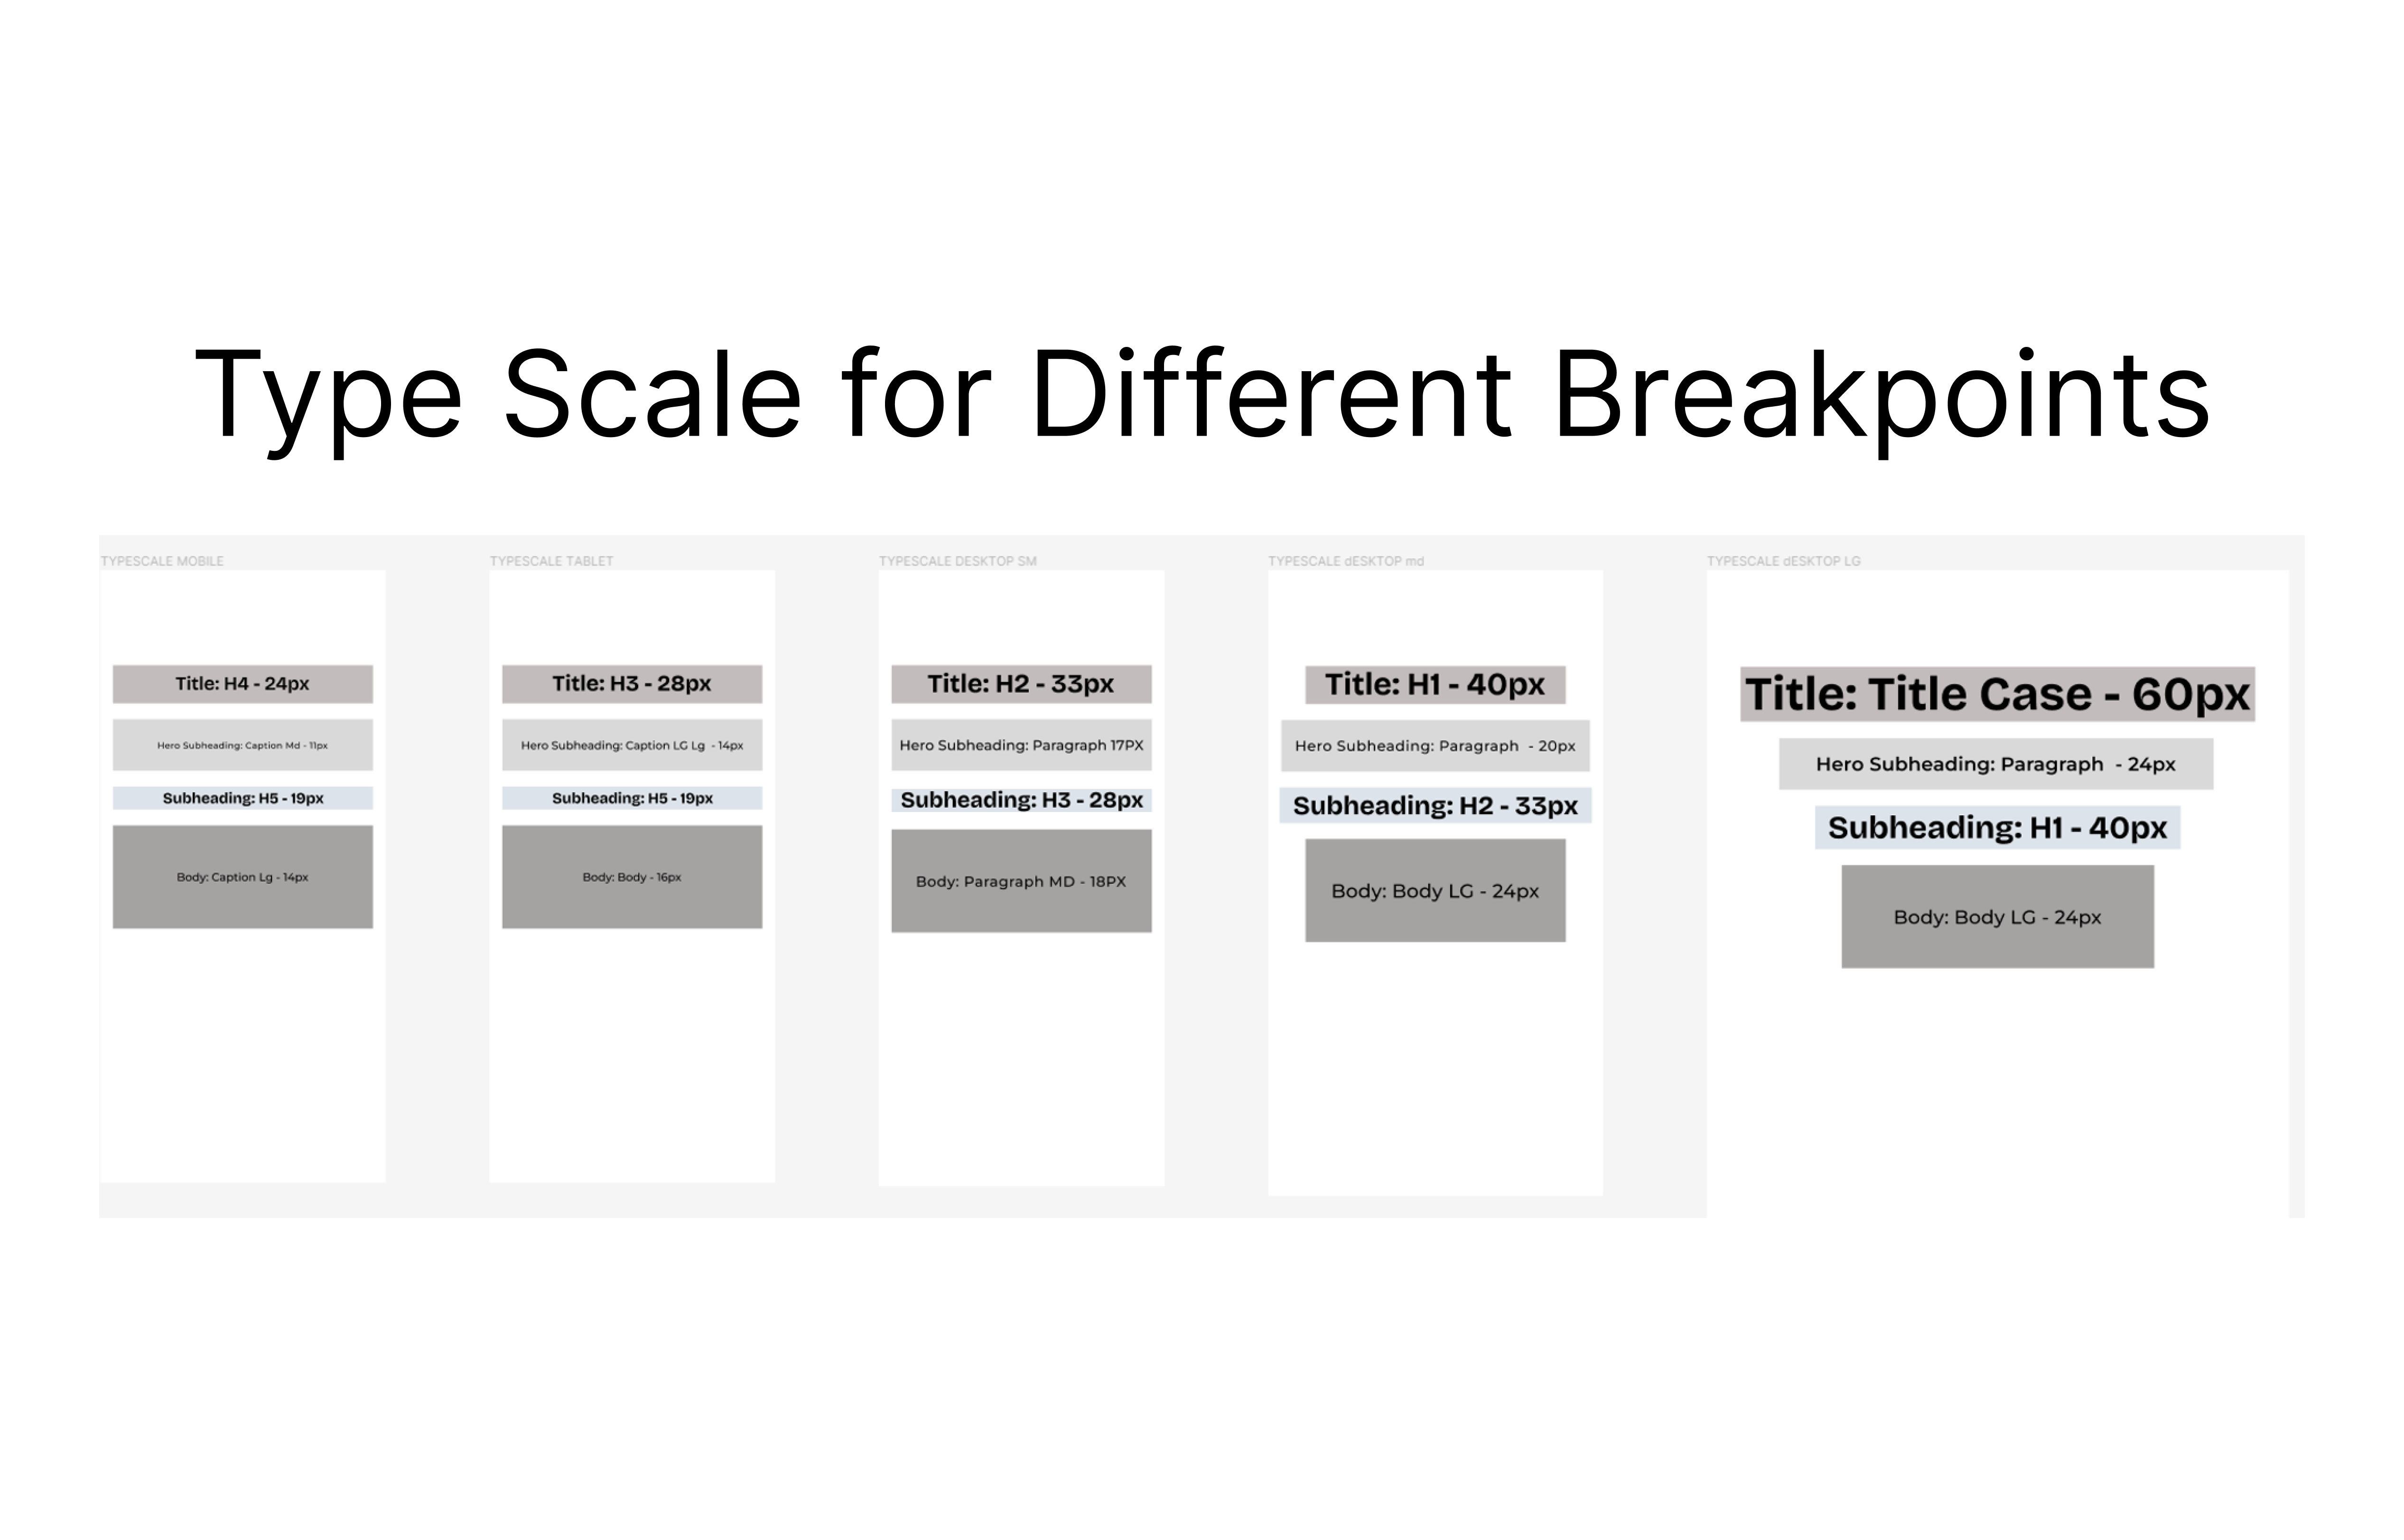 Type Scale for Different Breakpoints
TYPESCALE MOBILE
Title: H4 - 24px
Hero Subheading: Caption Md - 11px
Subheading: H5 - 19px
Body: Caption Lg - 14px
TYPESCALE TABLET
Title: H3 - 28px
Hero Subheading: Caption LG Lg - 14px
Subheading: H5 - 19px
Body: Body - 16px
TYPESCALE DESKTOP SM
Title: H2 - 33px
Hero Subheading: Paragraph 17PX
Subheading: H3 - 28px
Body: Paragraph MD - 18PX
TYPESCALE dESKTOP md
Title: H1 - 40px
Hero Subheading: Paragraph - 20px
Subheading: H2 - 33px
Body: Body LG - 24px
TYPESCALE dESKTOP LG
Title: Title Case - 60px
Hero Subheading: Paragraph - 24px
Subheading: H1 - 40px
Body: Body LG - 24px